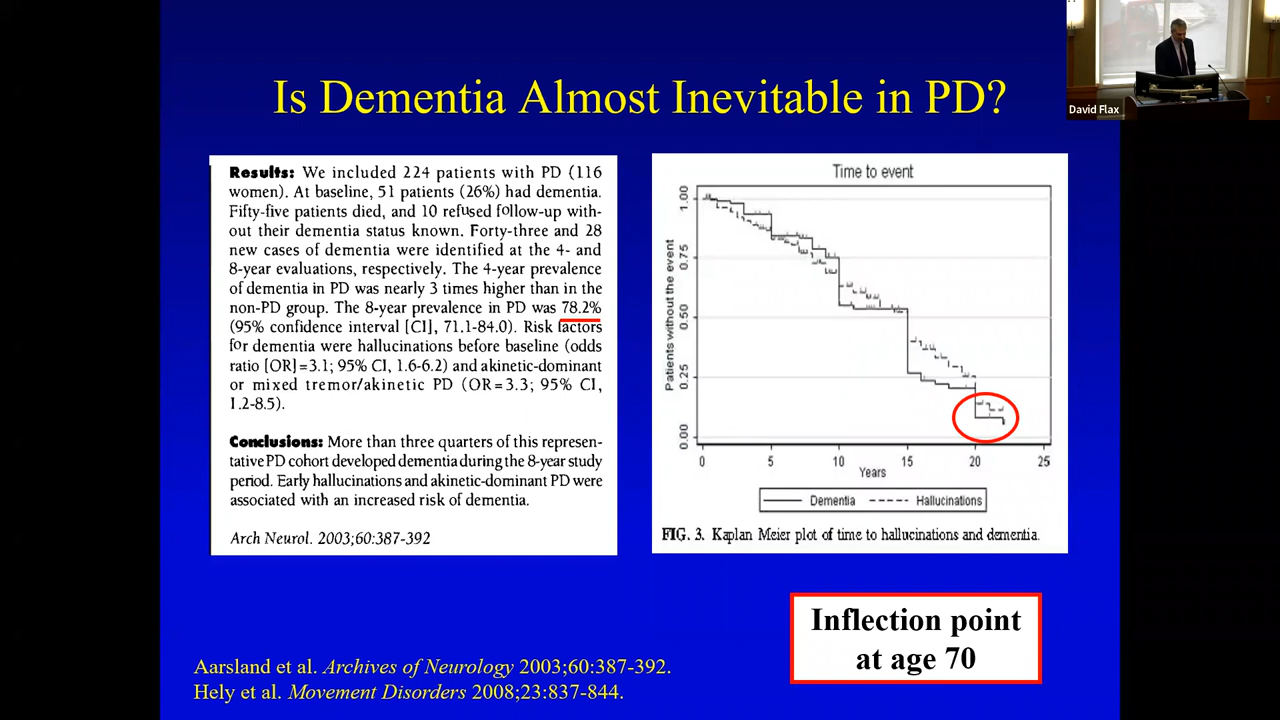 David Flax
Is Dementia Almost Inevitable in PD?
Results: We included 224 patients with PD (116
women). At baseline, 51 patients (26%) had dementia.
Fifty-five patients died, and 10 refused follow-up with-
out their dementia status known. Forty-three and 28
new cases of dementia were identified at the 4- and
8-year evaluations, respectively. The 4-year prevalence
of dementia in PD was nearly 3 times higher than in the
non-PD group. The 8-year prevalence in PD was 78.2%
(95% confidence interval [CI], 71.1-84.0). Risk factors
for dementia were hallucinations before baseline (odds
ratio [OR]=3.1; 95% CI, 1.6-6.2) and akinetic-dominant
or mixed tremor/akinetic PD (OR=3.3; 95% CI,
1.2-8.5).
Conclusions: More than three quarters of this represen-
tative PD cohort developed dementia during the 8-year study
period. Early hallucinations and akinetic-dominant PD were
associated with an increased risk of dementia.
Arch Neurol. 2003;60:387-392
Time to event
Patients without the event
1.00
0.75
0.50
0.25
0.00
0 5 10 15 20 25
Years
Dementia Hallucinations
FIG. 3. Kaplan Meier plot of time to hallucinations and dementia.
Inflection point
at age 70
Aarsland et al. Archives of Neurology 2003;60:387-392.
Hely et al. Movement Disorders 2008;23:837-844.